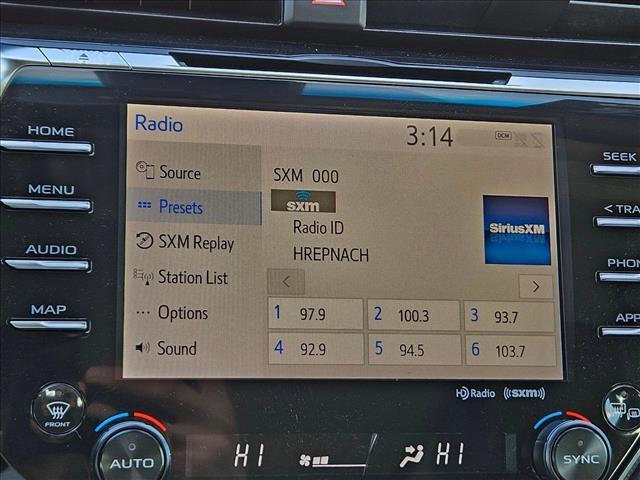 Radio
3:14
DCM
HOME
MENU
AUDIO
MAP
Source
Presets
SXM Replay
Station List
Options
Sound
SXM 000
sxm
Radio ID
HREPNACH
SiriusXM
<
>
1 97.9
2 100.3
3 93.7
4 92.9
5 94.5
6 103.7
SEEK
< TRA
PHON
APP
HD Radio ((sxm))
FRONT
AUTO
HI
HI
SYNC